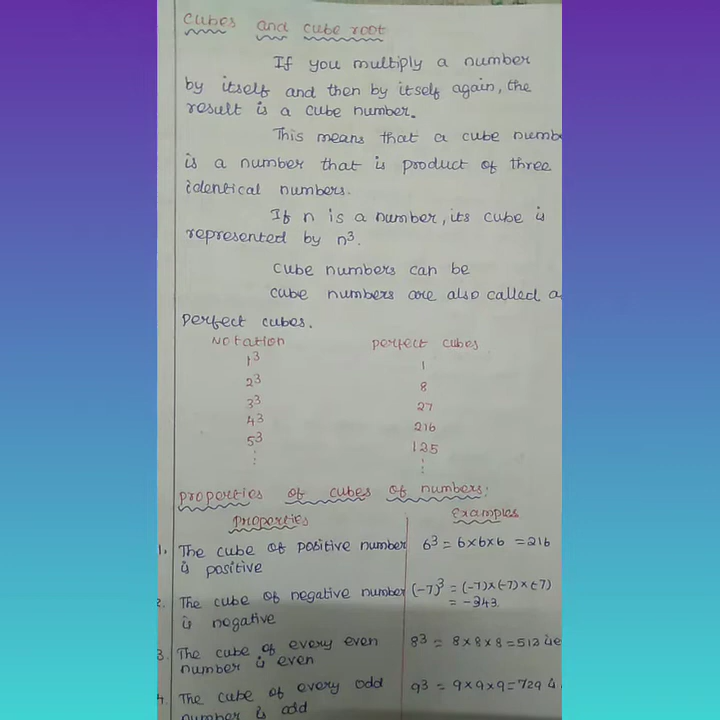 Cubes and cube root
If you multiply a number
by itself and then by itself again, the
result is a cube number.
This means that a cube numbe
is a number that is product of three
identical numbers.
If n is a number, its cube is
represented by n³.
Cube numbers can be
cube numbers are also called a
perfect cubes.
Notation perfect cubes
1³ 1
2³ 8
3³ 27
4³ 216
5³ 125
⋮ ⋮
properties of cubes of numbers:
Properties Examples
1. The cube of positive number 6³ = 6×6×6 = 216
is positive
2. The cube of negative number (-7)³ = (-7)×(-7)×(-7)
is negative = -343.
3. The cube of every even 8³ = 8×8×8=512 is e
number is even
4. The cube of every odd 9³ = 9×9×9=729 is
number is odd